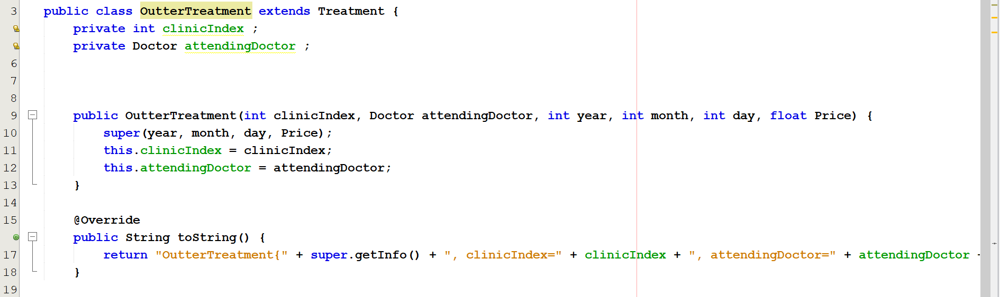 3 public class OutterTreatment extends Treatment {
private int clinicIndex ;
private Doctor attendingDoctor ;
6
7
8
9 public OutterTreatment(int clinicIndex, Doctor attendingDoctor, int year, int month, int day, float Price) {
10 super(year, month, day, Price);
11 this.clinicIndex = clinicIndex;
12 this.attendingDoctor = attendingDoctor;
13 }
14
15 @Override
public String toString() {
17 return "OutterTreatment{" + super.getInfo() + ", clinicIndex=" + clinicIndex + ", attendingDoctor=" + attendingDoctor
18 }
19